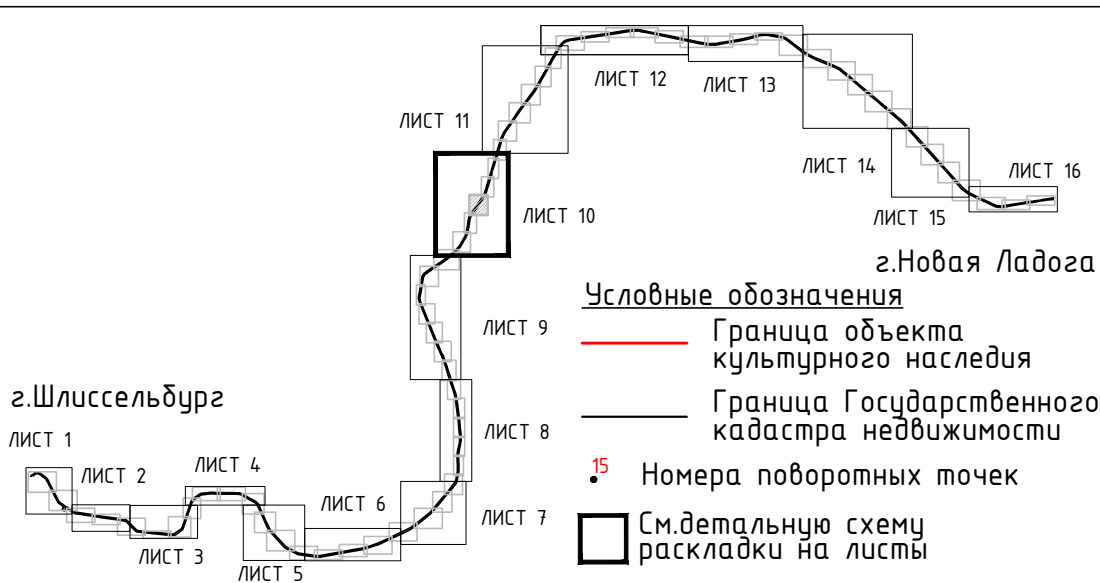 ЛИСТ 12
ЛИСТ 13
ЛИСТ 11
ЛИСТ 14
ЛИСТ 16
ЛИСТ 10
ЛИСТ 15
г.Новая Ладога
Условные обозначения
Граница объекта
культурного наследия
ЛИСТ 9
г.Шлиссельбург
Граница Государственного
кадастра недвижимости
ЛИСТ 8
ЛИСТ 1
ЛИСТ 2
ЛИСТ 4
15
Номера поворотных точек
ЛИСТ 6
ЛИСТ 7
См.детальную схему
раскладки на листы
ЛИСТ 3
ЛИСТ 5